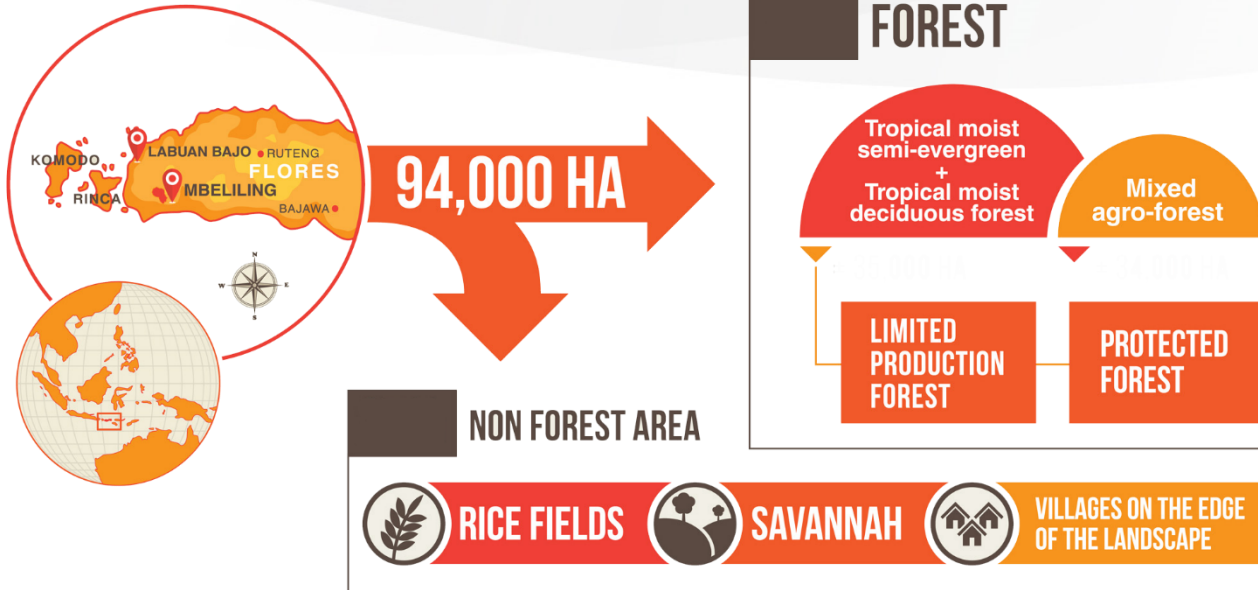 KOMODO
RINCA
LABUAN BAJO
RUTENG
FLORES
MBELILING
BAJAWA
N
W
E
S
94,000 HA
FOREST
Tropical moist
semi-evergreen
+
Tropical moist
deciduous forest
Mixed
agro-forest
LIMITED
PRODUCTION
FOREST
PROTECTED
FOREST
NON FOREST AREA
RICE FIELDS
SAVANNAH
VILLAGES ON THE EDGE
OF THE LANDSCAPE